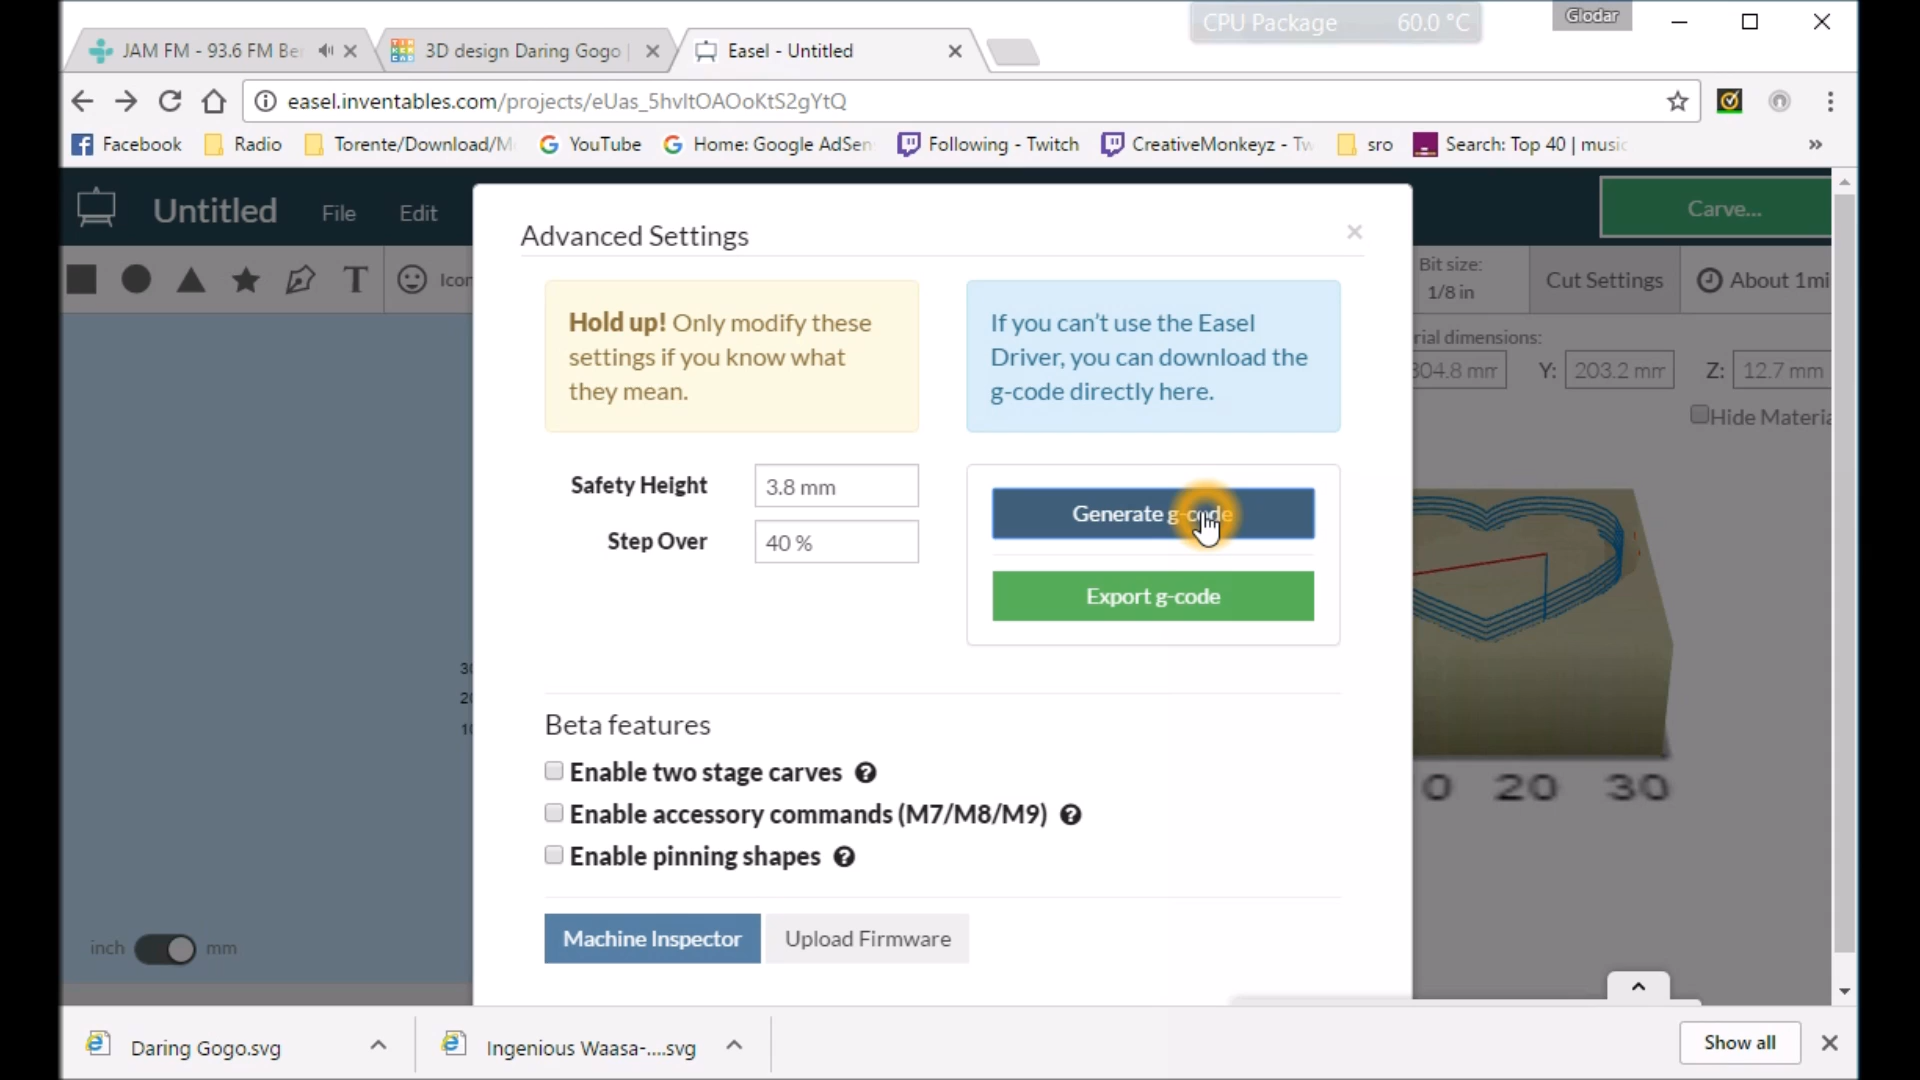 CPU Package 60.0 °C
Glodar
JAM FM - 93.6 FM Be
3D design Daring Gogo
Easel - Untitled
easel.inventables.com/projects/eUas_5hvltOAOoKtS2gYtQ
Facebook
Radio
Torente/Download/M
YouTube
Home: Google AdSen
Following - Twitch
CreativeMonkeyz - Tw
sro
Search: Top 40 | music
»
Untitled
File
Edit
Carve...
T
Icon
Bit size:
1/8 in
Cut Settings
About 1mi
rial dimensions:
304.8 mm
Y: 203.2 mm
Z: 12.7 mm
Hide Materia
Advanced Settings
×
Hold up! Only modify these
settings if you know what
they mean.
If you can’t use the Easel
Driver, you can download the
g-code directly here.
Safety Height 3.8 mm
Step Over 40 %
Generate g-code
Export g-code
30
20
10
Beta features
Enable two stage carves ?
Enable accessory commands (M7/M8/M9) ?
Enable pinning shapes ?
Machine Inspector
Upload Firmware
0 20 30
inch mm
Daring Gogo.svg
Ingenious Waasa-....svg
Show all